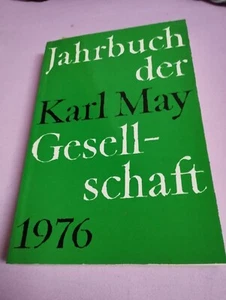 Jahrbuch
der
Karl May
Gesell-
schaft
1976